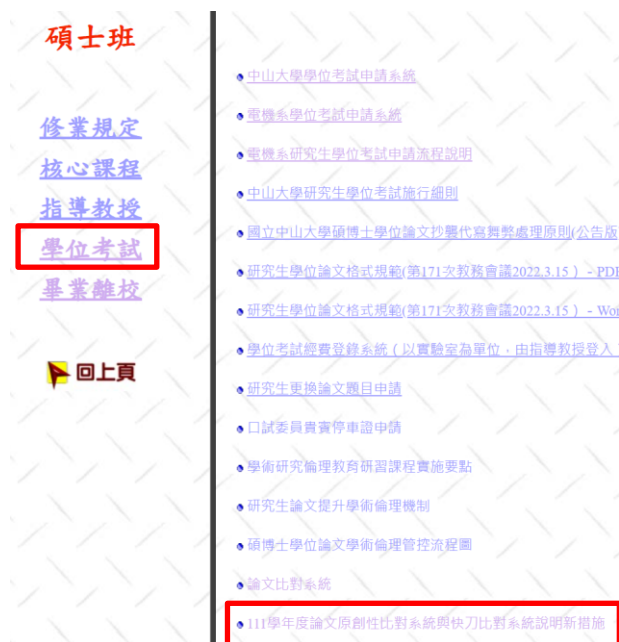 碩士班
修業規定
核心課程
指導教授
學位考試
畢業離校
回上頁
中山大學學位考試申請系統
電機系學位考試申請系統
電機系研究生學位考試申請流程說明
中山大學研究生學位考試施行細則
國立中山大學碩博士學位論文抄襲代寫舞弊處理原則(公告版
研究生學位論文格式規範(第171次教務會議2022.3.15） - PDF
研究生學位論文格式規範(第171次教務會議2022.3.15） - Wor
學位考試經費登錄系統（以實驗室為單位，由指導教授登入
研究生更換論文題目申請
口試委員貴賓停車證申請
學術研究倫理教育研習課程實施要點
研究生論文提升學術倫理機制
碩博士學位論文學術倫理管控流程圖
論文比對系統
111學年度論文原創性比對系統與快刀比對系統說明新措施